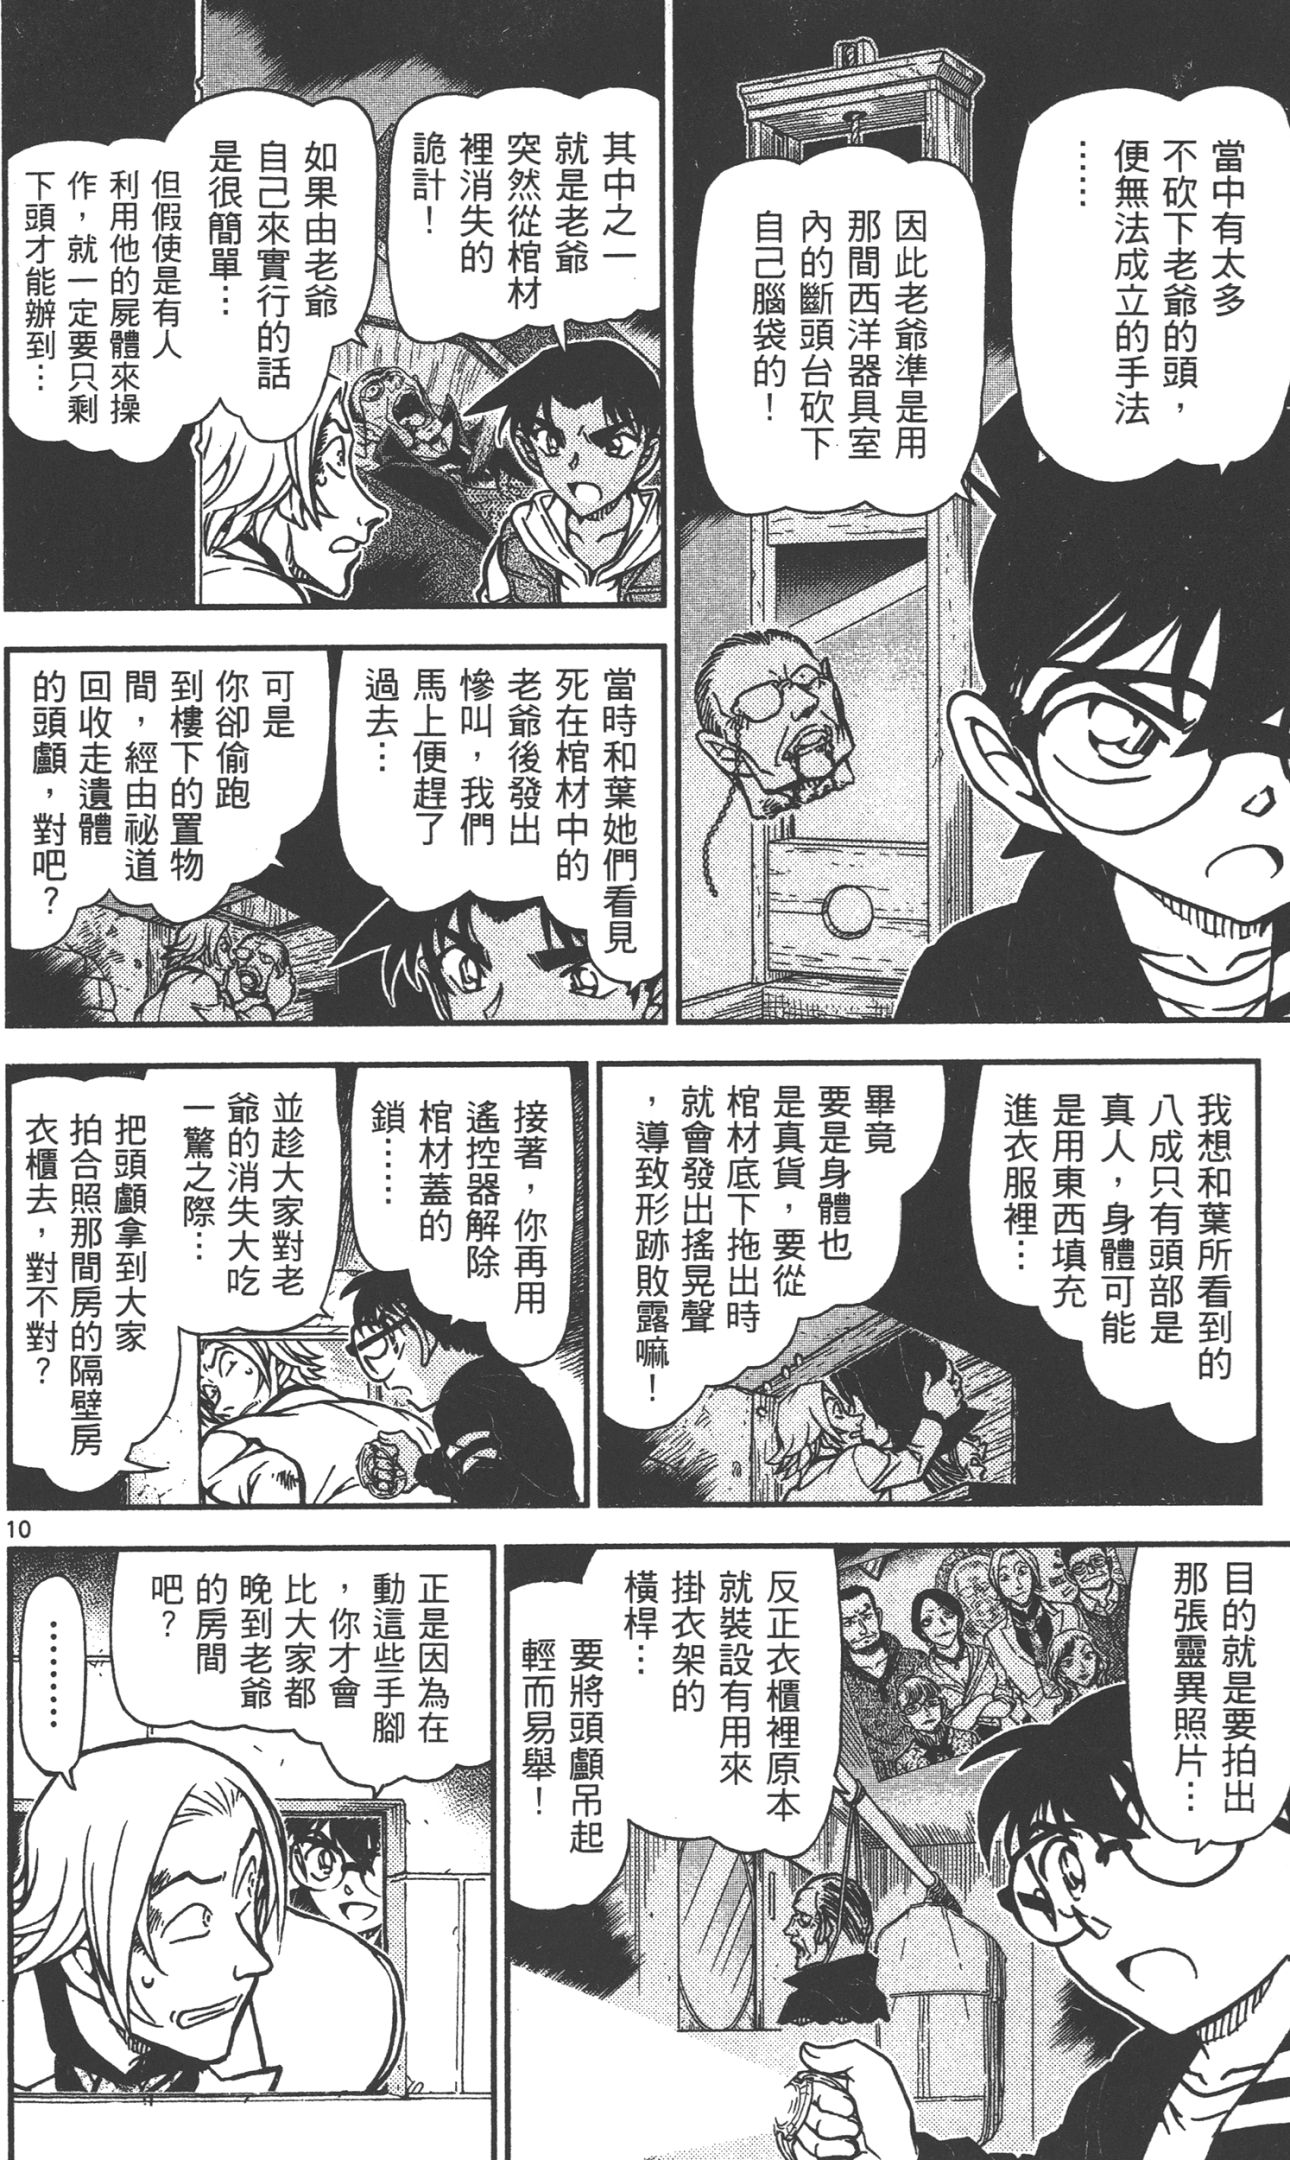 當中有太多
不砍下老爺的頭，
便無法成立的手法
……
因此老爺準是用
那間西洋器具室
內的斷頭台砍下
自己腦袋的！
其中之一
就是老爺
突然從棺材
裡消失的
詭計！
如果由老爺
自己來實行的話
是很簡單…
但假使是有人
利用他的屍體來操
作，就一定要只剩
下頭才能辦到…
當時和葉她們看見
死在棺材中的
老爺後發出
慘叫，我們
馬上便趕了
過去…
可是
你卻偷跑
到樓下的置物
間，經由祕道
回收走遺體
的頭顱，對吧？
我想和葉所看到的
八成只有頭部是
真人，身體可能
是用東西填充
進衣服裡…
畢竟
要是身體也
是真貨，要從
棺材底下拖出時
就會發出搖晃聲
，導致形跡敗露嘛！
接著，你再用
遙控器解除
棺材蓋的
鎖……
並趁大家對老
爺的消失大吃
一驚之際…
把頭顱拿到大家
拍合照那間房的隔壁房
衣櫃去，對不對？
10
目的就是要拍出
那張靈異照片…
反正衣櫃裡原本
就裝設有用來
掛衣架的
橫桿…
要將頭顱吊起
輕而易舉！
正是因為在
動這些手腳
，你才會
比大家都
晚到老爺
的房間
吧？
………